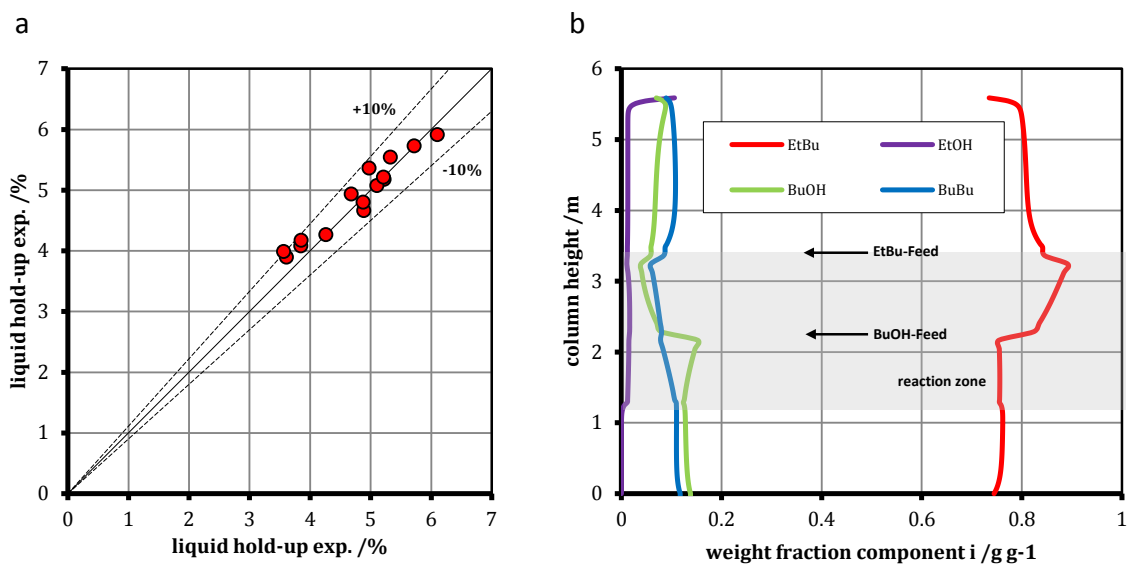 a
7
6
5
4
3
2
1
0
liquid hold-up exp. /%
+10%
-10%
0 1 2 3 4 5 6 7
liquid hold-up exp. /%
b
6
5
4
3
2
1
0
column height /m
EtBu EtOH
BuOH BuBu
EtBu-Feed
BuOH-Feed
reaction zone
0 0.2 0.4 0.6 0.8 1
weight fraction component i /g g-1